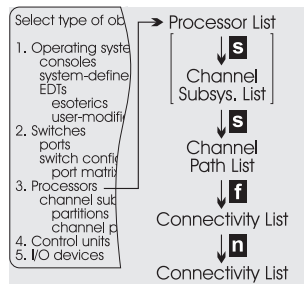 Select type of ob
1. Operating syste
consoles
system-define
EDTs
esoterics
user-modifi
2. Switches
ports
switch config
port matri
3. Processors
channel sub
partitions
channel p
4. Control units
5. I/O devices
Processor List
s
Channel
Subsys. List
s
Channel
Path List
f
Connectivity List
n
Connectivity List